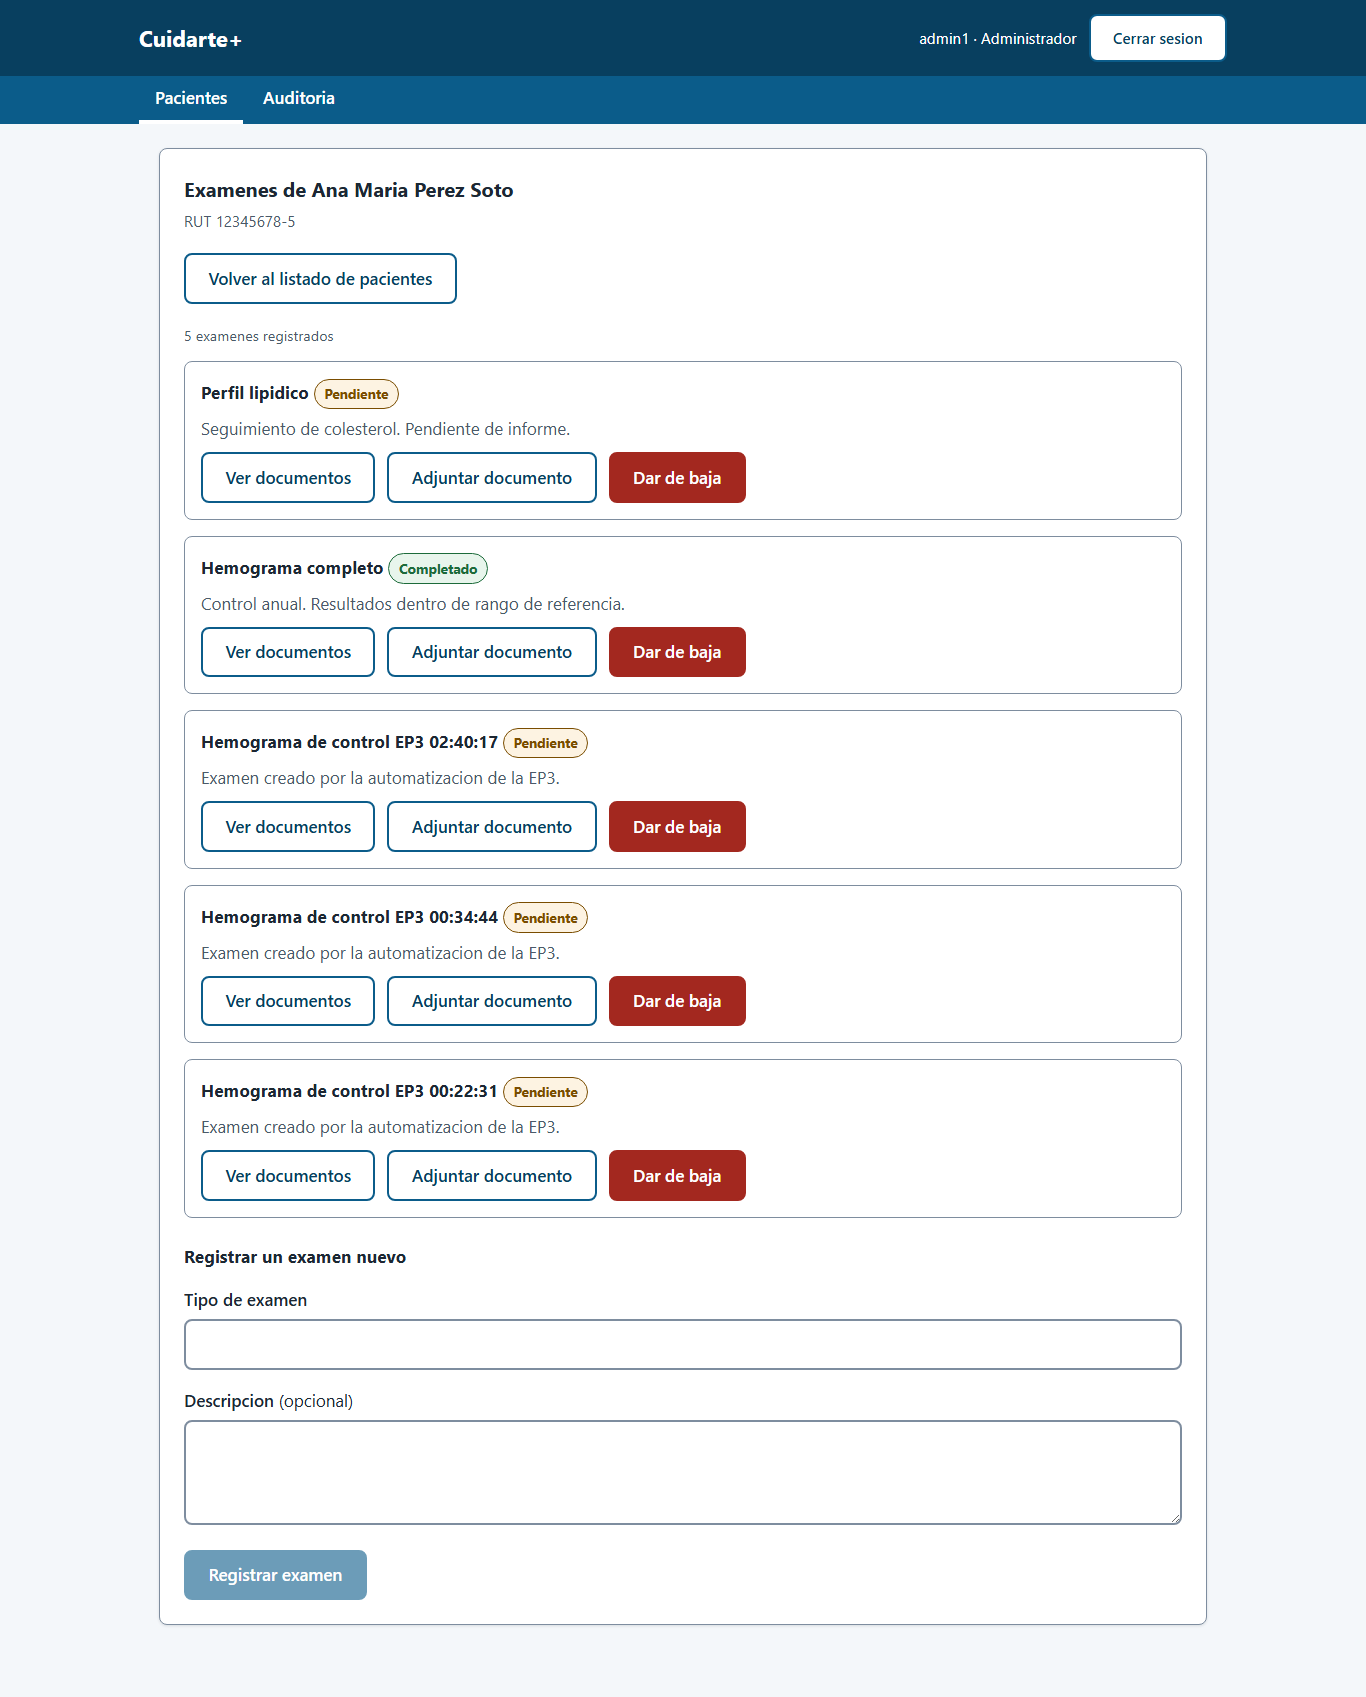 Cuidarte+
admin1 · Administrador
Cerrar sesion
Pacientes
Auditoria
Examenes de Ana Maria Perez Soto
RUT 12345678-5
Volver al listado de pacientes
5 examenes registrados
Perfil lipidico
Pendiente
Seguimiento de colesterol. Pendiente de informe.
Ver documentos
Adjuntar documento
Dar de baja
Hemograma completo
Completado
Control anual. Resultados dentro de rango de referencia.
Ver documentos
Adjuntar documento
Dar de baja
Hemograma de control EP3 02:40:17
Pendiente
Examen creado por la automatizacion de la EP3.
Ver documentos
Adjuntar documento
Dar de baja
Hemograma de control EP3 00:34:44
Pendiente
Examen creado por la automatizacion de la EP3.
Ver documentos
Adjuntar documento
Dar de baja
Hemograma de control EP3 00:22:31
Pendiente
Examen creado por la automatizacion de la EP3.
Ver documentos
Adjuntar documento
Dar de baja
Registrar un examen nuevo
Tipo de examen
Descripcion (opcional)
Registrar examen